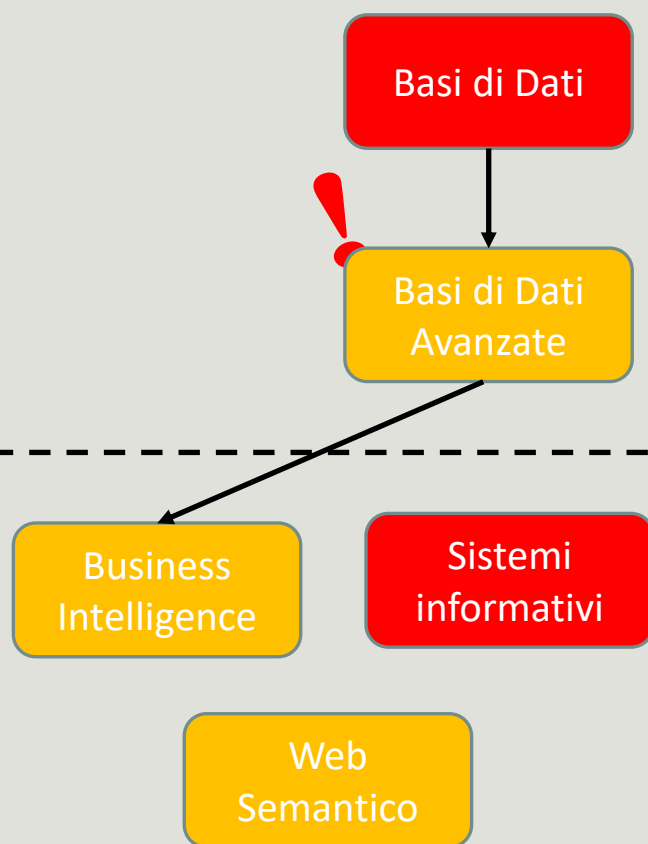 Basi di Dati
Basi di Dati
Avanzate
Business
Intelligence
Sistemi
informativi
Web
Semantico